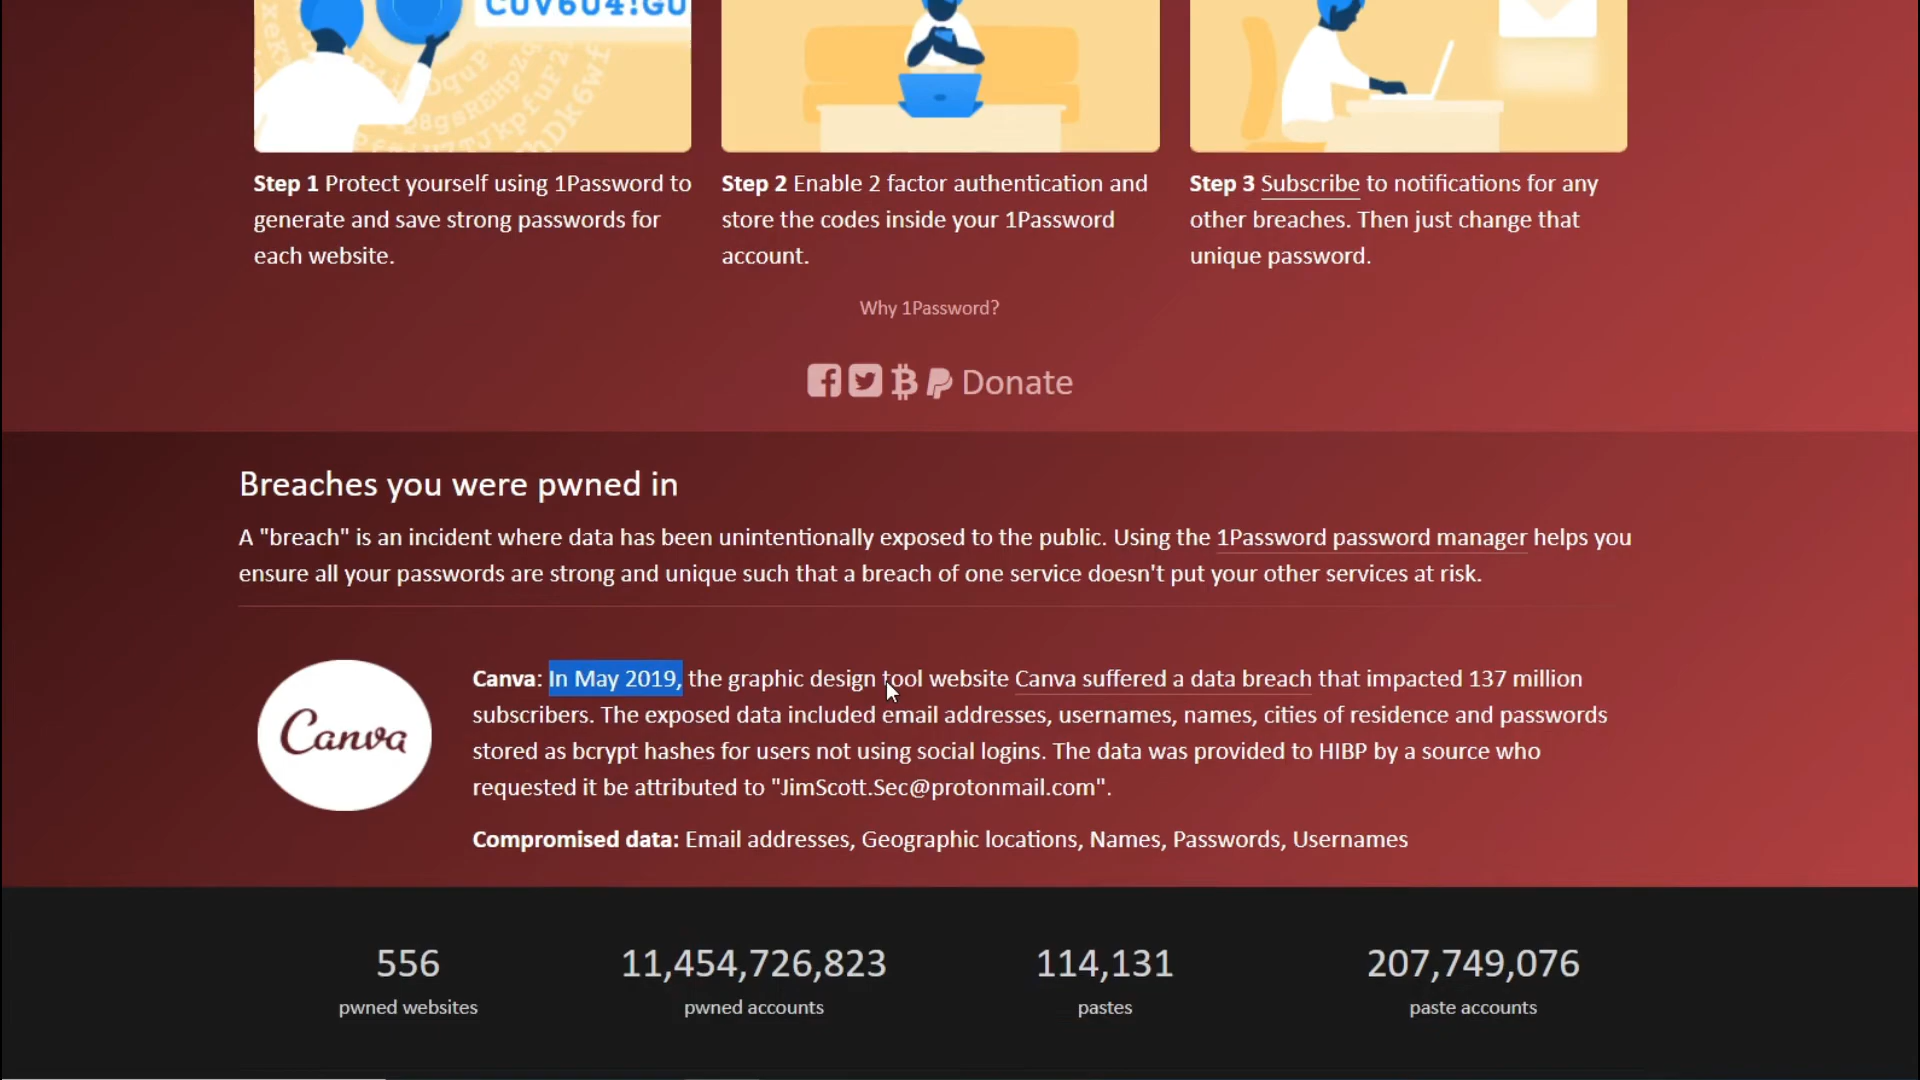 CUV6U4!GU
Step 1 Protect yourself using 1Password to
generate and save strong passwords for
each website.
Step 2 Enable 2 factor authentication and
store the codes inside your 1Password
account.
Step 3 Subscribe to notifications for any
other breaches. Then just change that
unique password.
Why 1Password?
Donate
Breaches you were pwned in
A "breach" is an incident where data has been unintentionally exposed to the public. Using the 1Password password manager helps you
ensure all your passwords are strong and unique such that a breach of one service doesn't put your other services at risk.
Canva
Canva: In May 2019, the graphic design tool website Canva suffered a data breach that impacted 137 million
subscribers. The exposed data included email addresses, usernames, names, cities of residence and passwords
stored as bcrypt hashes for users not using social logins. The data was provided to HIBP by a source who
requested it be attributed to "JimScott.Sec@protonmail.com".
Compromised data: Email addresses, Geographic locations, Names, Passwords, Usernames
556 11,454,726,823 114,131 207,749,076
pwned websites pwned accounts pastes paste accounts